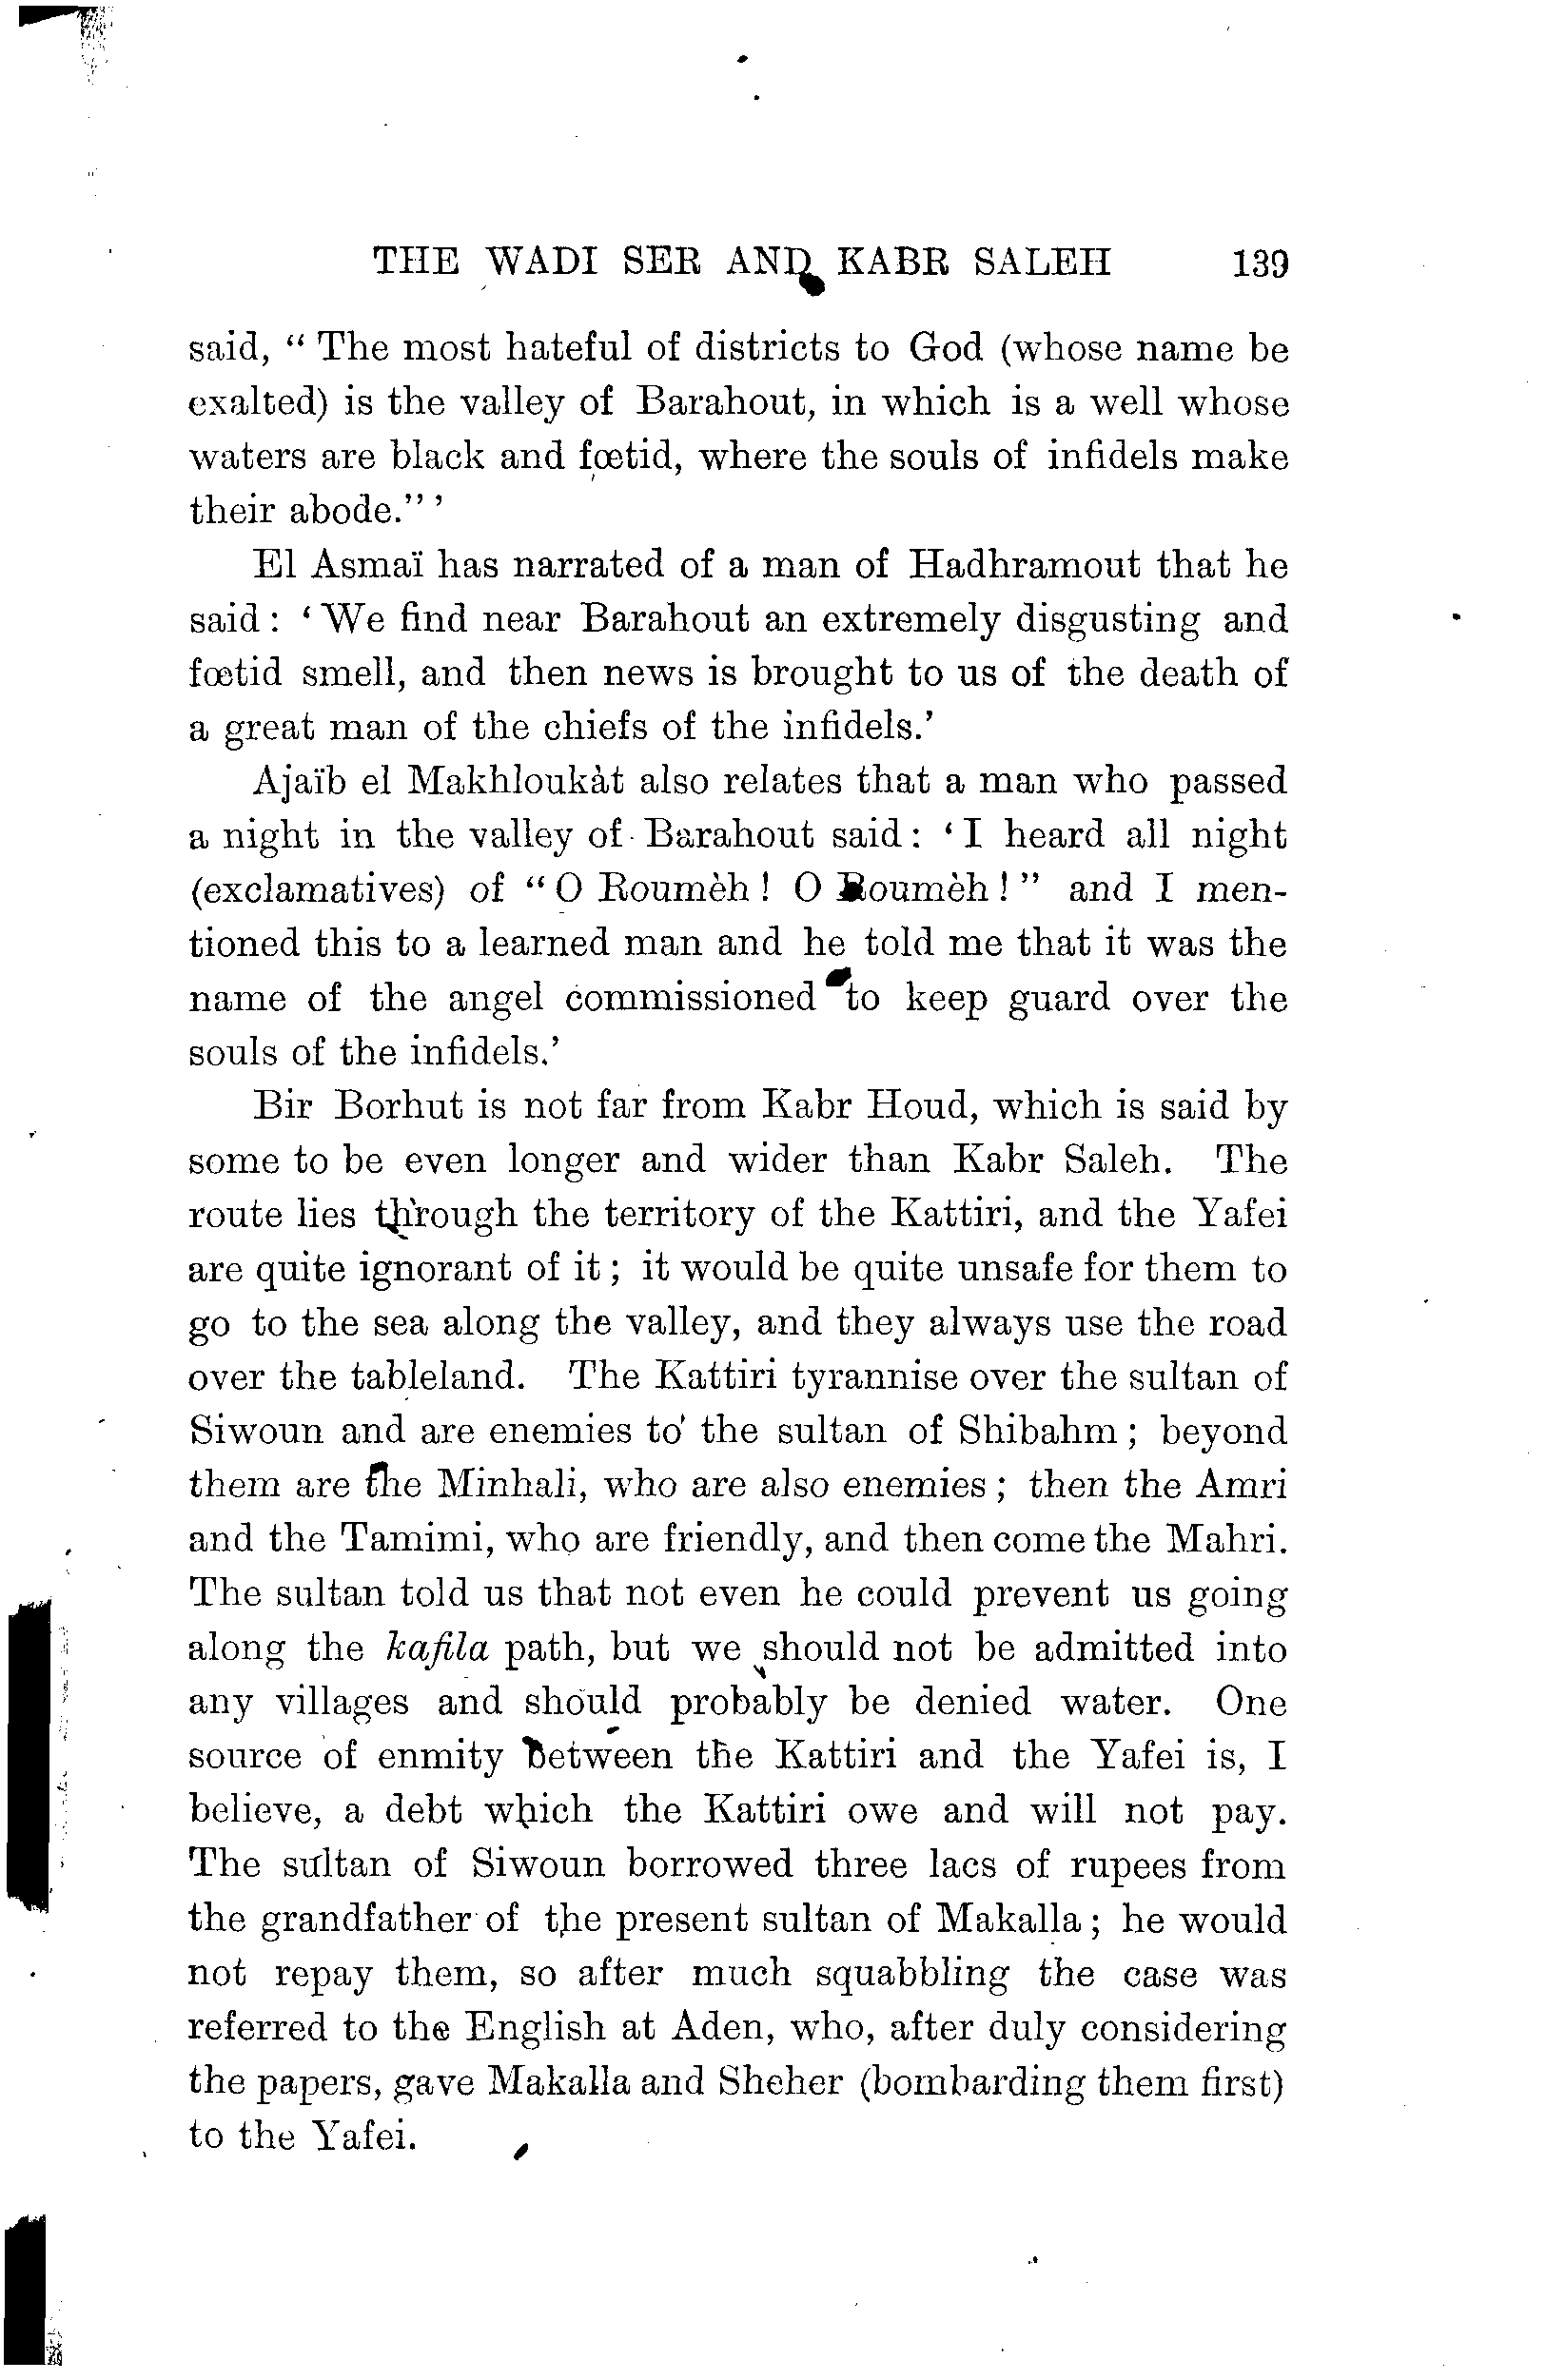 THE WADI SER AND KABR SALEH 139
said, “ The most hateful of districts to God (whose name be
exalted) is the valley of Barahout, in which is a well whose
waters are black and fœtid, where the souls of infidels make
their abode.” ’
El Asmaï has narrated of a man of Hadhramout that he
said : ‘ We find near Barahout an extremely disgusting and
fœtid smell, and then news is brought to us of the death of
a great man of the chiefs of the infidels.’
Ajaïb el Makhloukàt also relates that a man who passed
a night in the valley of Barahout said : ‘ I heard all night
(exclamatives) of “ O Roumèh ! O Roumèh ! ” and I men-
tioned this to a learned man and he told me that it was the
name of the angel commissioned to keep guard over the
souls of the infidels.’
Bir Borhut is not far from Kabr Houd, which is said by
some to be even longer and wider than Kabr Saleh. The
route lies through the territory of the Kattiri, and the Yafei
are quite ignorant of it ; it would be quite unsafe for them to
go to the sea along the valley, and they always use the road
over the tableland. The Kattiri tyrannise over the sultan of
Siwoun and are enemies to the sultan of Shibahm ; beyond
them are the Minhali, who are also enemies ; then the Amri
and the Tamimi, who are friendly, and then come the Mahri.
The sultan told us that not even he could prevent us going
along the kafila path, but we should not be admitted into
any villages and should probably be denied water. One
source of enmity between the Kattiri and the Yafei is, I
believe, a debt which the Kattiri owe and will not pay.
The sultan of Siwoun borrowed three lacs of rupees from
the grandfather of the present sultan of Makalla ; he would
not repay them, so after much squabbling the case was
referred to the English at Aden, who, after duly considering
the papers, gave Makalla and Sheher (bombarding them first)
to the Yafei.